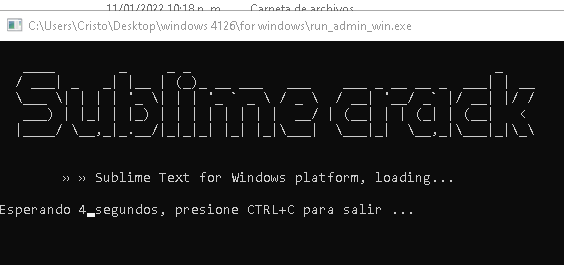 11/01/2022 10:18 p. m. Carpeta de archivos
C:\Users\Cristo\Desktop\windows 4126\for windows\run_admin_win.exe
Sublime crack
» » Sublime Text for Windows platform, loading...
Esperando 4 segundos, presione CTRL+C para salir ...